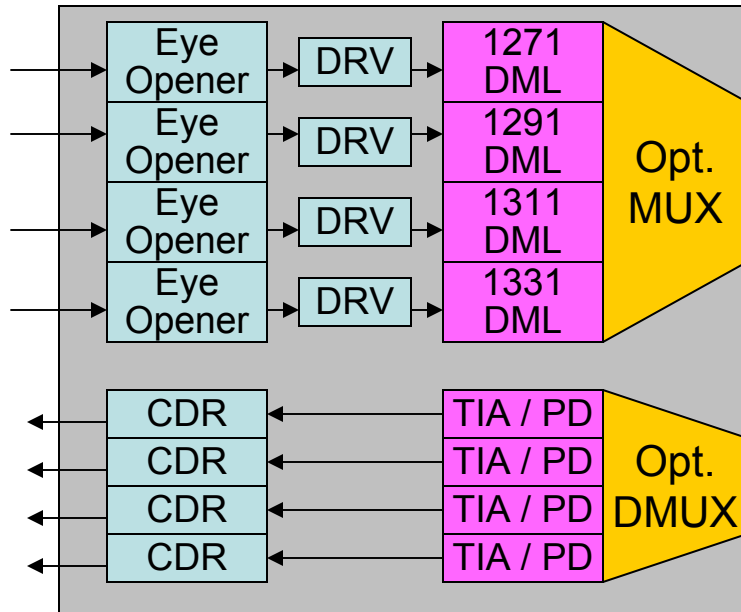 Eye
Opener
DRV
1271
DML
Eye
Opener
DRV
1291
DML
Eye
Opener
DRV
1311
DML
Eye
Opener
DRV
1331
DML
Opt.
MUX
CDR
TIA / PD
CDR
TIA / PD
CDR
TIA / PD
CDR
TIA / PD
Opt.
DMUX